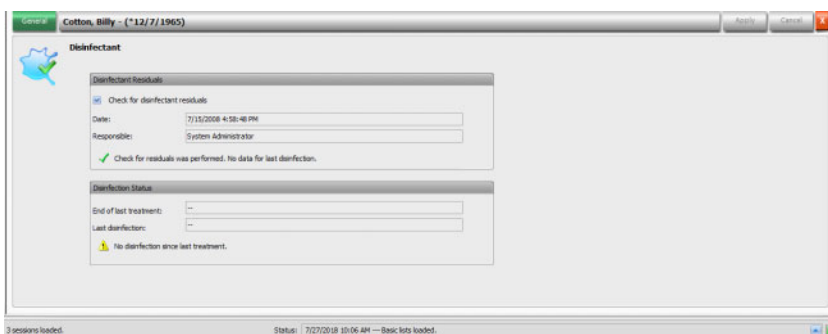 General Cotton, Billy - (*12/7/1965) Apply Cancel X
Disinfectant
Disinfectant Residuals
Check for disinfectant residuals
Date: 7/15/2008 4:58:48 PM
Responsible: System Administrator
Check for residuals was performed. No data for last disinfection.
Disinfection Status
End of last treatment: --
Last disinfection: --
No disinfection since last treatment.
3 sessions loaded. Status: 7/27/2018 10:06 AM — Basic lists loaded.